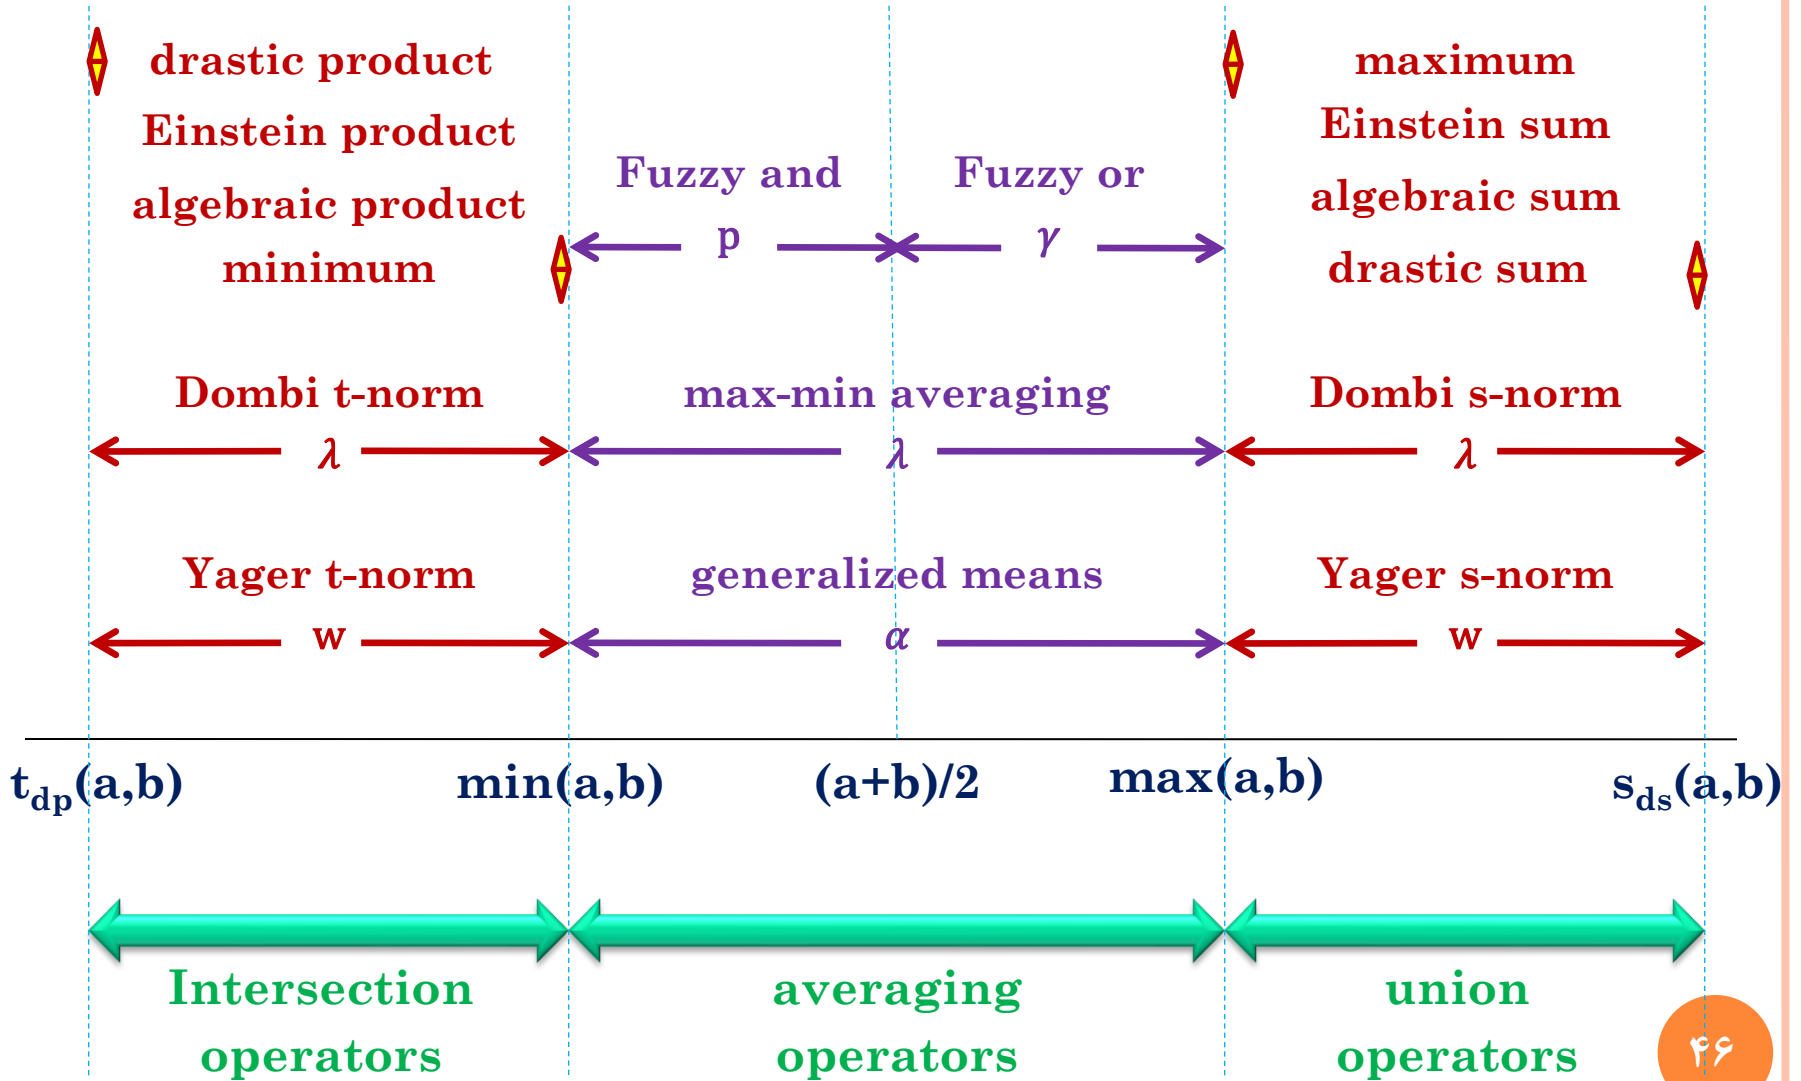 drastic product
Einstein product
algebraic product
minimum
Fuzzy and
p
Fuzzy or
γ
maximum
Einstein sum
algebraic sum
drastic sum
Dombi t-norm
λ
max-min averaging
λ
Dombi s-norm
λ
Yager t-norm
w
generalized means
α
Yager s-norm
w
t_dp(a,b)
min(a,b)
(a+b)/2
max(a,b)
s_ds(a,b)
Intersection
operators
averaging
operators
union
operators
۴۶